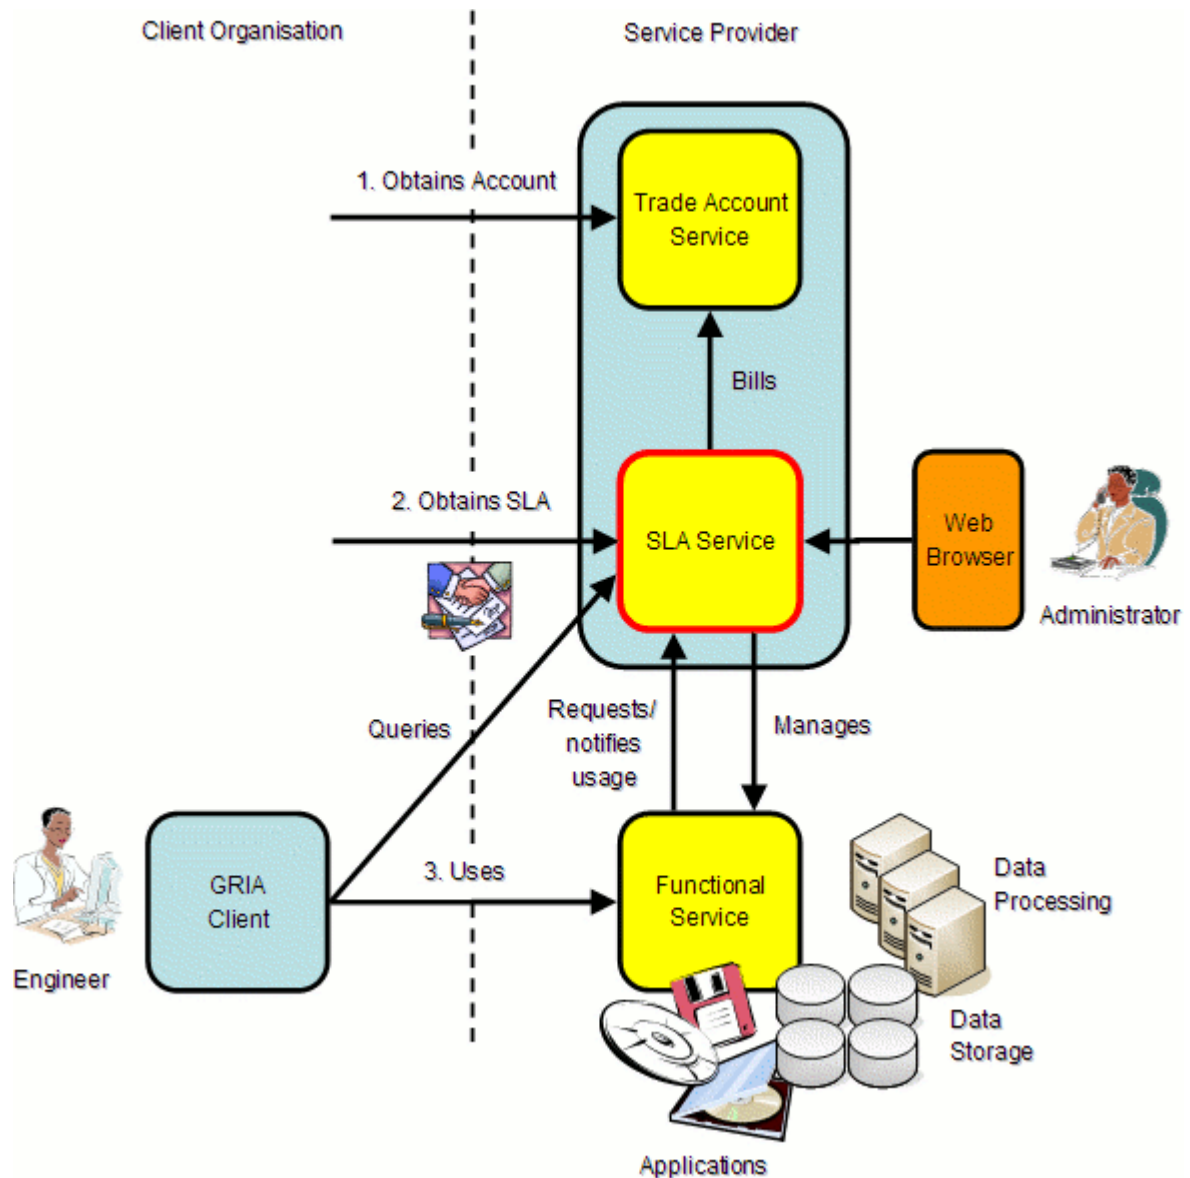 Client Organisation
Service Provider
1. Obtains Account
Trade Account
Service
Bills
2. Obtains SLA
SLA Service
Web
Browser
Administrator
Queries
Requests/
notifies
usage
Manages
GRIA
Client
3. Uses
Functional
Service
Data
Processing
Engineer
Data
Storage
Applications